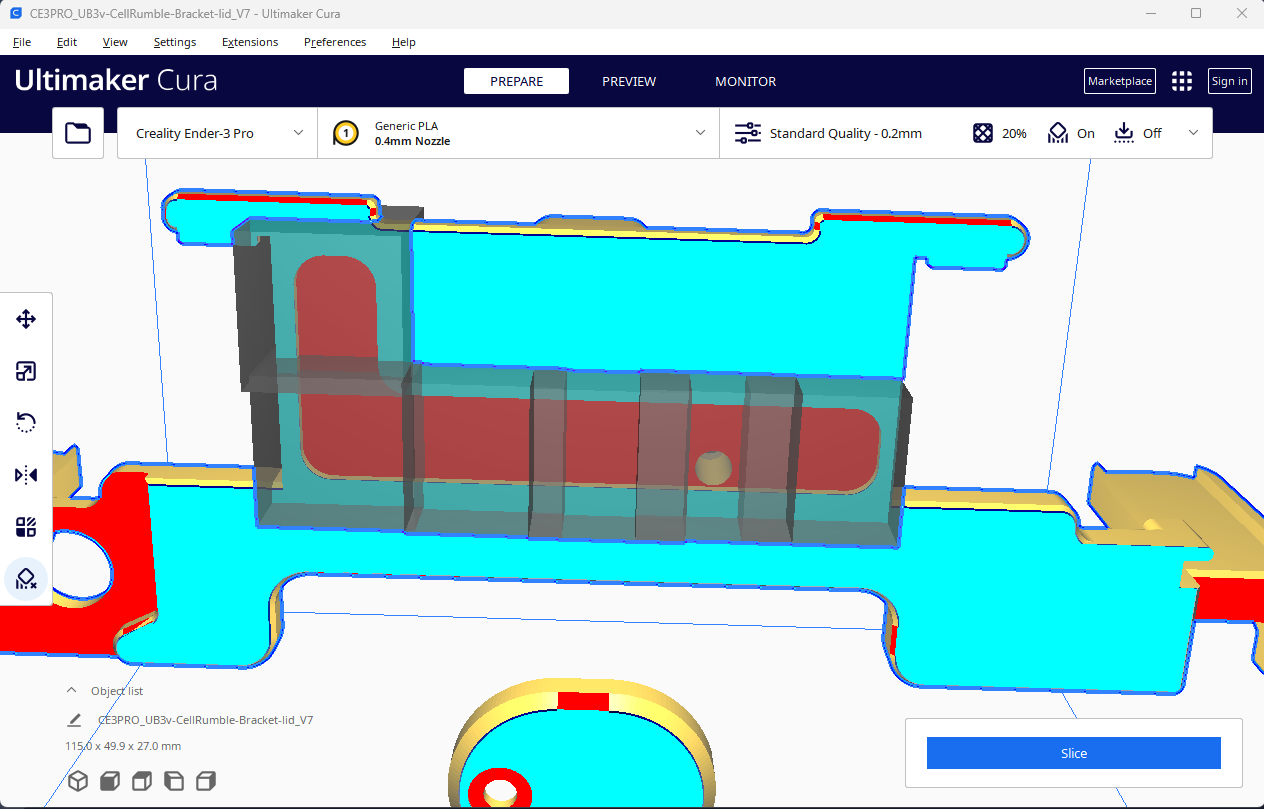 CE3PRO_UB3v-CellRumble-Bracket-lid_V7 - Ultimaker Cura
File Edit View Settings Extensions Preferences Help
Ultimaker Cura PREPARE PREVIEW MONITOR Marketplace Sign in
Creality Ender-3 Pro
1
Generic PLA
0.4mm Nozzle
Standard Quality - 0.2mm 20% On Off
Object list
CE3PRO_UB3v-CellRumble-Bracket-lid_V7
115.0 x 49.9 x 27.0 mm
Slice